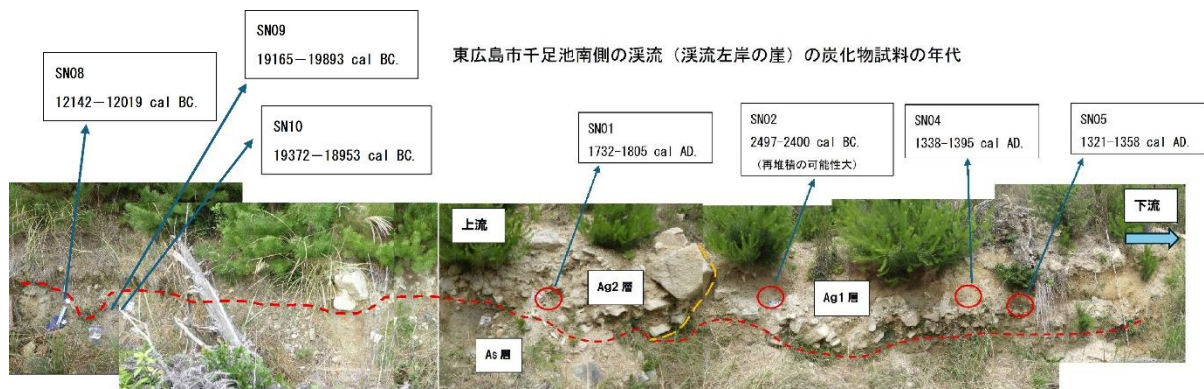 東広島市千足池南側の渓流（渓流左岸の崖）の炭化物試料の年代
SN09
19165－19893 cal BC.
SN08
12142－12019 cal BC.
SN10
19372－18953 cal BC.
SN01
1732-1805 cal AD.
SN02
2497-2400 cal BC.
（再堆積の可能性大）
SN04
1338-1395 cal AD.
SN05
1321-1358 cal AD.
上流
下流
Ag2 層
Ag1 層
As 層